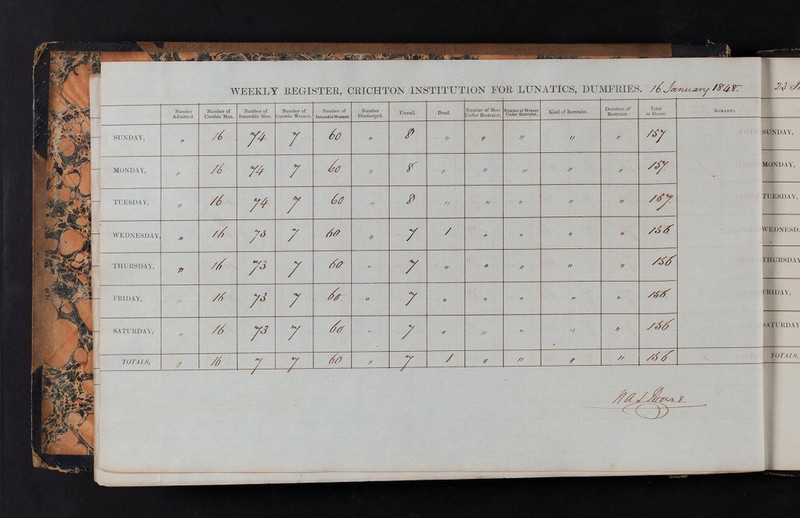 WEEKLY REGISTER, CRICHTON INSTITUTION FOR LUNATICS, DUMFRIES. 16 January 1848.
Number Admitted. Number of Curable Men. Number of Incurable Men. Number of Curable Women. Number of Incurable Women. Number Discharged. Unwell. Dead. Number of Men Under Restraint. Number of Women Under Restraint. Kind of Restraint. Duration of Restraint. Total in House. REMARKS.
SUNDAY, " 16 74 7 60 " 8 " " " " " 157
MONDAY, " 16 74 7 60 " 8 " " " " " 157.
TUESDAY, " 16 74 7 60 " 8 " " " " " 157.
WEDNESDAY, " 16 73 7 60 " 7 1 " " " " 156
THURSDAY, " 16 73 7 60 " 7 " " " " " 156
FRIDAY, " 16 73 7 60 " 7 " " " " " 156
SATURDAY, " 16 73 7 60 " 7 " " " " " 156
TOTALS, " 16 7 7 60 " 7 1 " " " " 156
23
SUNDAY,
MONDAY,
TUESDAY,
WEDNESD
THURSDAY
FRIDAY,
SATURDAY
TOTALS,